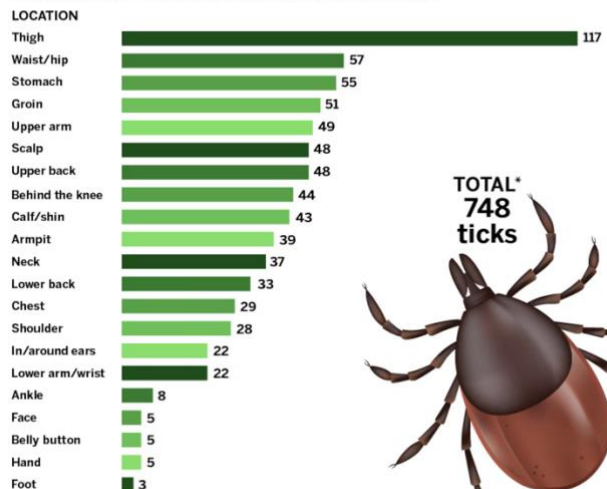 LOCATION
Thigh 117
Waist/hip 57
Stomach 55
Groin 51
Upper arm 49
Scalp 48
Upper back 48
Behind the knee 44
Calf/shin 43
Armpit 39
Neck 37
Lower back 33
Chest 29
Shoulder 28
In/around ears 22
Lower arm/wrist 22
Ankle 8
Face 5
Belly button 5
Hand 5
Foot 3
TOTAL*
748
ticks